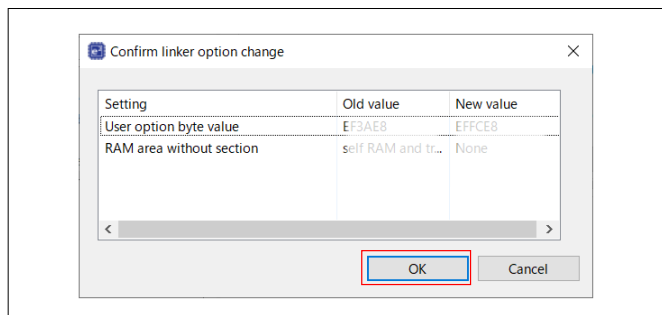 Confirm linker option change
Setting Old value New value
User option byte value EF3AE8 EFFCE8
RAM area without section self RAM and tr... None
OK Cancel